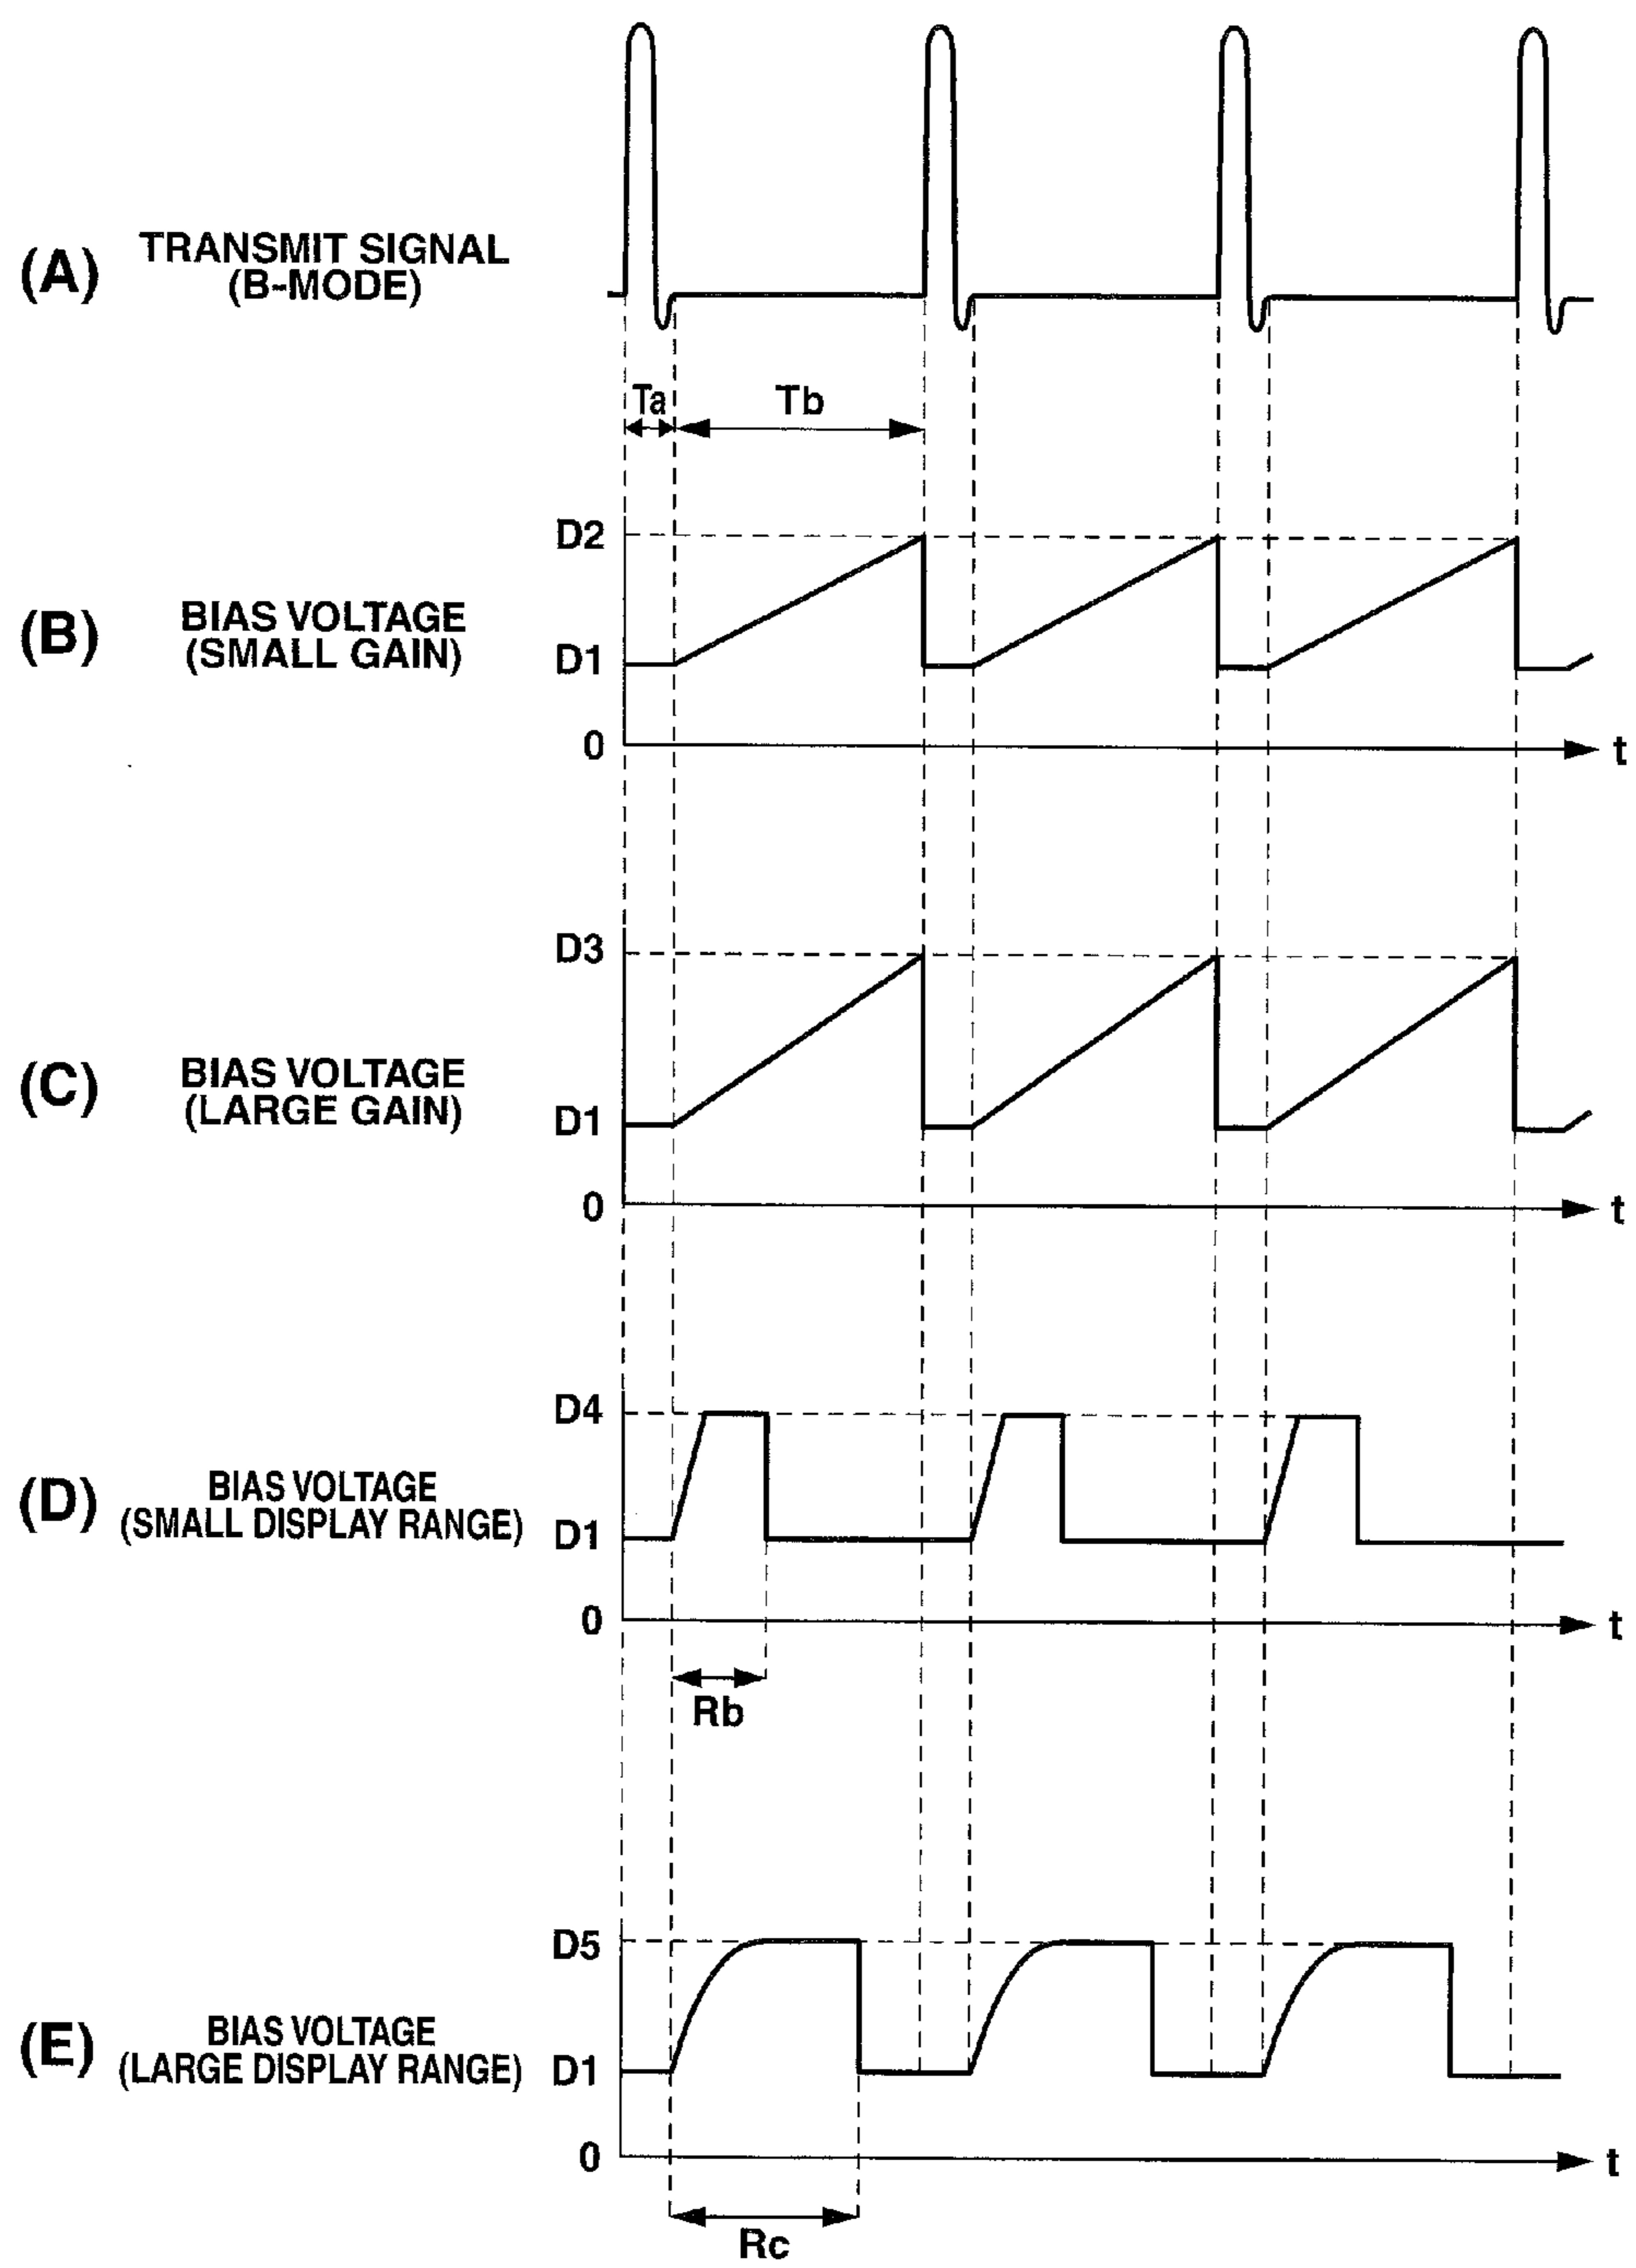 (A) TRANSMIT SIGNAL
(B-MODE)
Ta Tb
D2
(B) BIAS VOLTAGE
(SMALL GAIN)
D1
0 t
D3
(C) BIAS VOLTAGE
(LARGE GAIN)
D1
0 t
D4
(D) BIAS VOLTAGE
(SMALL DISPLAY RANGE)
D1
0 t
Rb
D5
(E) BIAS VOLTAGE
(LARGE DISPLAY RANGE)
D1
0 t
Rc